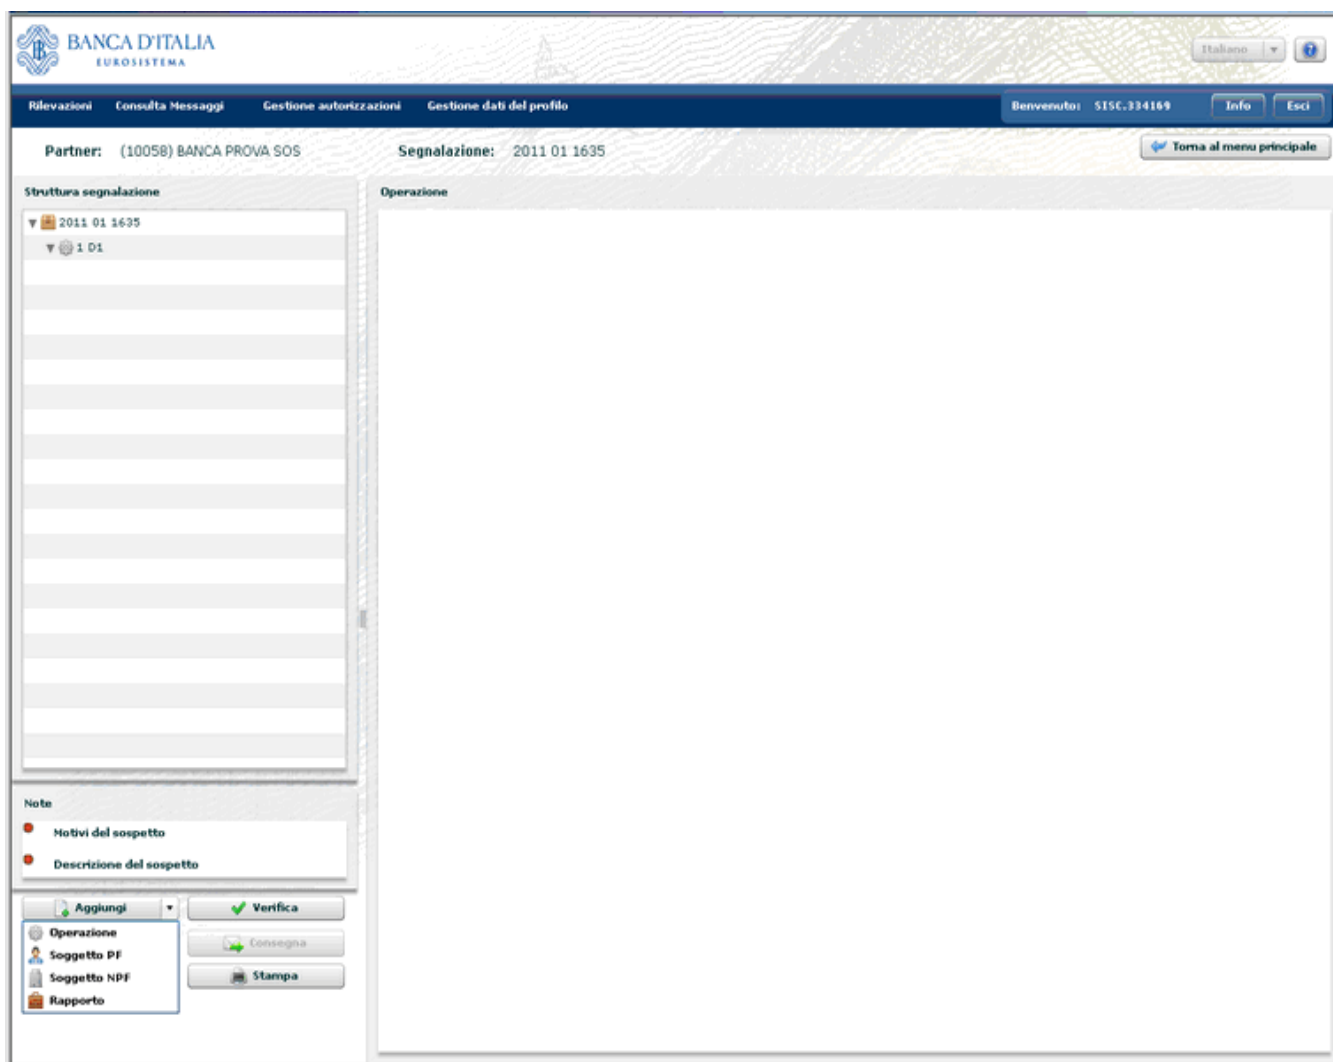 BANCA D'ITALIA
EUROSISTEMA
Italiano
Rilevazioni Consulta Messaggi Gestione autorizzazioni Gestione dati del profilo Benvenuto: SISC.334169 Info Esci
Partner: (10058) BANCA PROVA SOS Segnalazione: 2011 01 1635 Torna al menu principale
Struttura segnalazione Operazione
2011 01 1635
1 D1
Note
Motivi del sospetto
Descrizione del sospetto
Aggiungi Verifica
Operazione
Consegna
Soggetto PF
Soggetto NPF Stampa
Rapporto